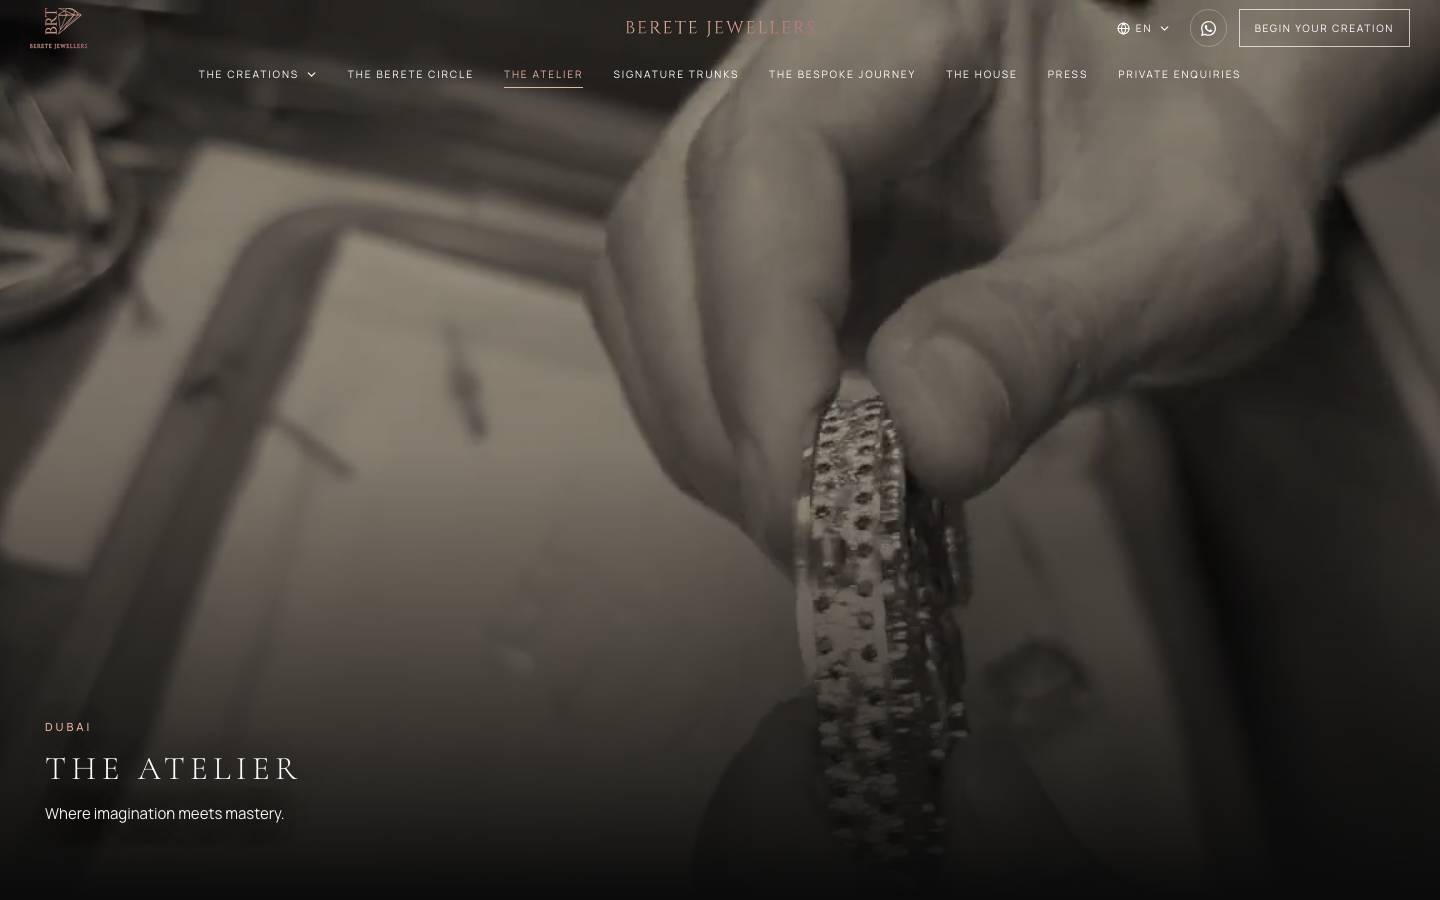 BRT
BERETE JEWELLERS
BERETE JEWELLERS
EN
BEGIN YOUR CREATION
THE CREATIONS
THE BERETE CIRCLE
THE ATELIER
SIGNATURE TRUNKS
THE BESPOKE JOURNEY
THE HOUSE
PRESS
PRIVATE ENQUIRIES
DUBAI
THE ATELIER
Where imagination meets mastery.